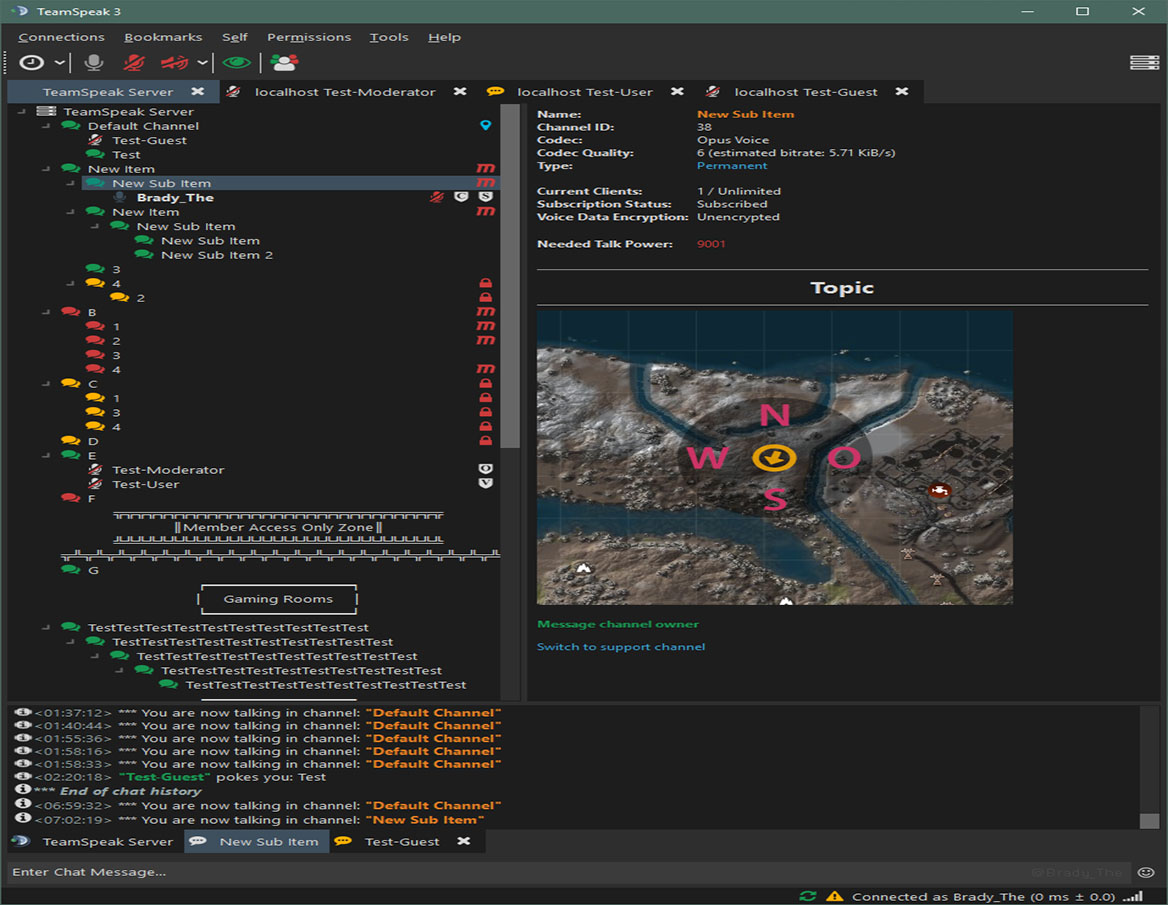 TeamSpeak 3
Connections Bookmarks Self Permissions Tools Help
TeamSpeak Server localhost Test-Moderator localhost Test-User localhost Test-Guest
TeamSpeak Server
Default Channel
Test-Guest
Test
New Item
New Sub Item
Brady_The
New Item
New Sub Item
New Sub Item
New Sub Item 2
3
4
2
B
1
2
3
4
C
1
3
4
D
E
Test-Moderator
Test-User
F
Member Access Only Zone
G
Gaming Rooms
TestTestTestTestTestTestTestTestTestTest
TestTestTestTestTestTestTestTestTestTest
TestTestTestTestTestTestTestTestTestTest
TestTestTestTestTestTestTestTestTestTest
TestTestTestTestTestTestTestTestTestTest
Name: New Sub Item
Channel ID: 38
Codec: Opus Voice
Codec Quality: 6 (estimated bitrate: 5.71 KiB/s)
Type: Permanent
Current Clients: 1 / Unlimited
Subscription Status: Subscribed
Voice Data Encryption: Unencrypted
Needed Talk Power: 9001
Topic
N
W O
S
Message channel owner
Switch to support channel
<01:37:12> *** You are now talking in channel: "Default Channel"
<01:40:44> *** You are now talking in channel: "Default Channel"
<01:55:36> *** You are now talking in channel: "Default Channel"
<01:58:16> *** You are now talking in channel: "Default Channel"
<01:58:33> *** You are now talking in channel: "Default Channel"
<02:20:18> "Test-Guest" pokes you: Test
*** End of chat history
<06:59:32> *** You are now talking in channel: "Default Channel"
<07:02:19> *** You are now talking in channel: "New Sub Item"
TeamSpeak Server New Sub Item Test-Guest
Enter Chat Message... @Brady_The
Connected as Brady_The (0 ms ± 0.0)